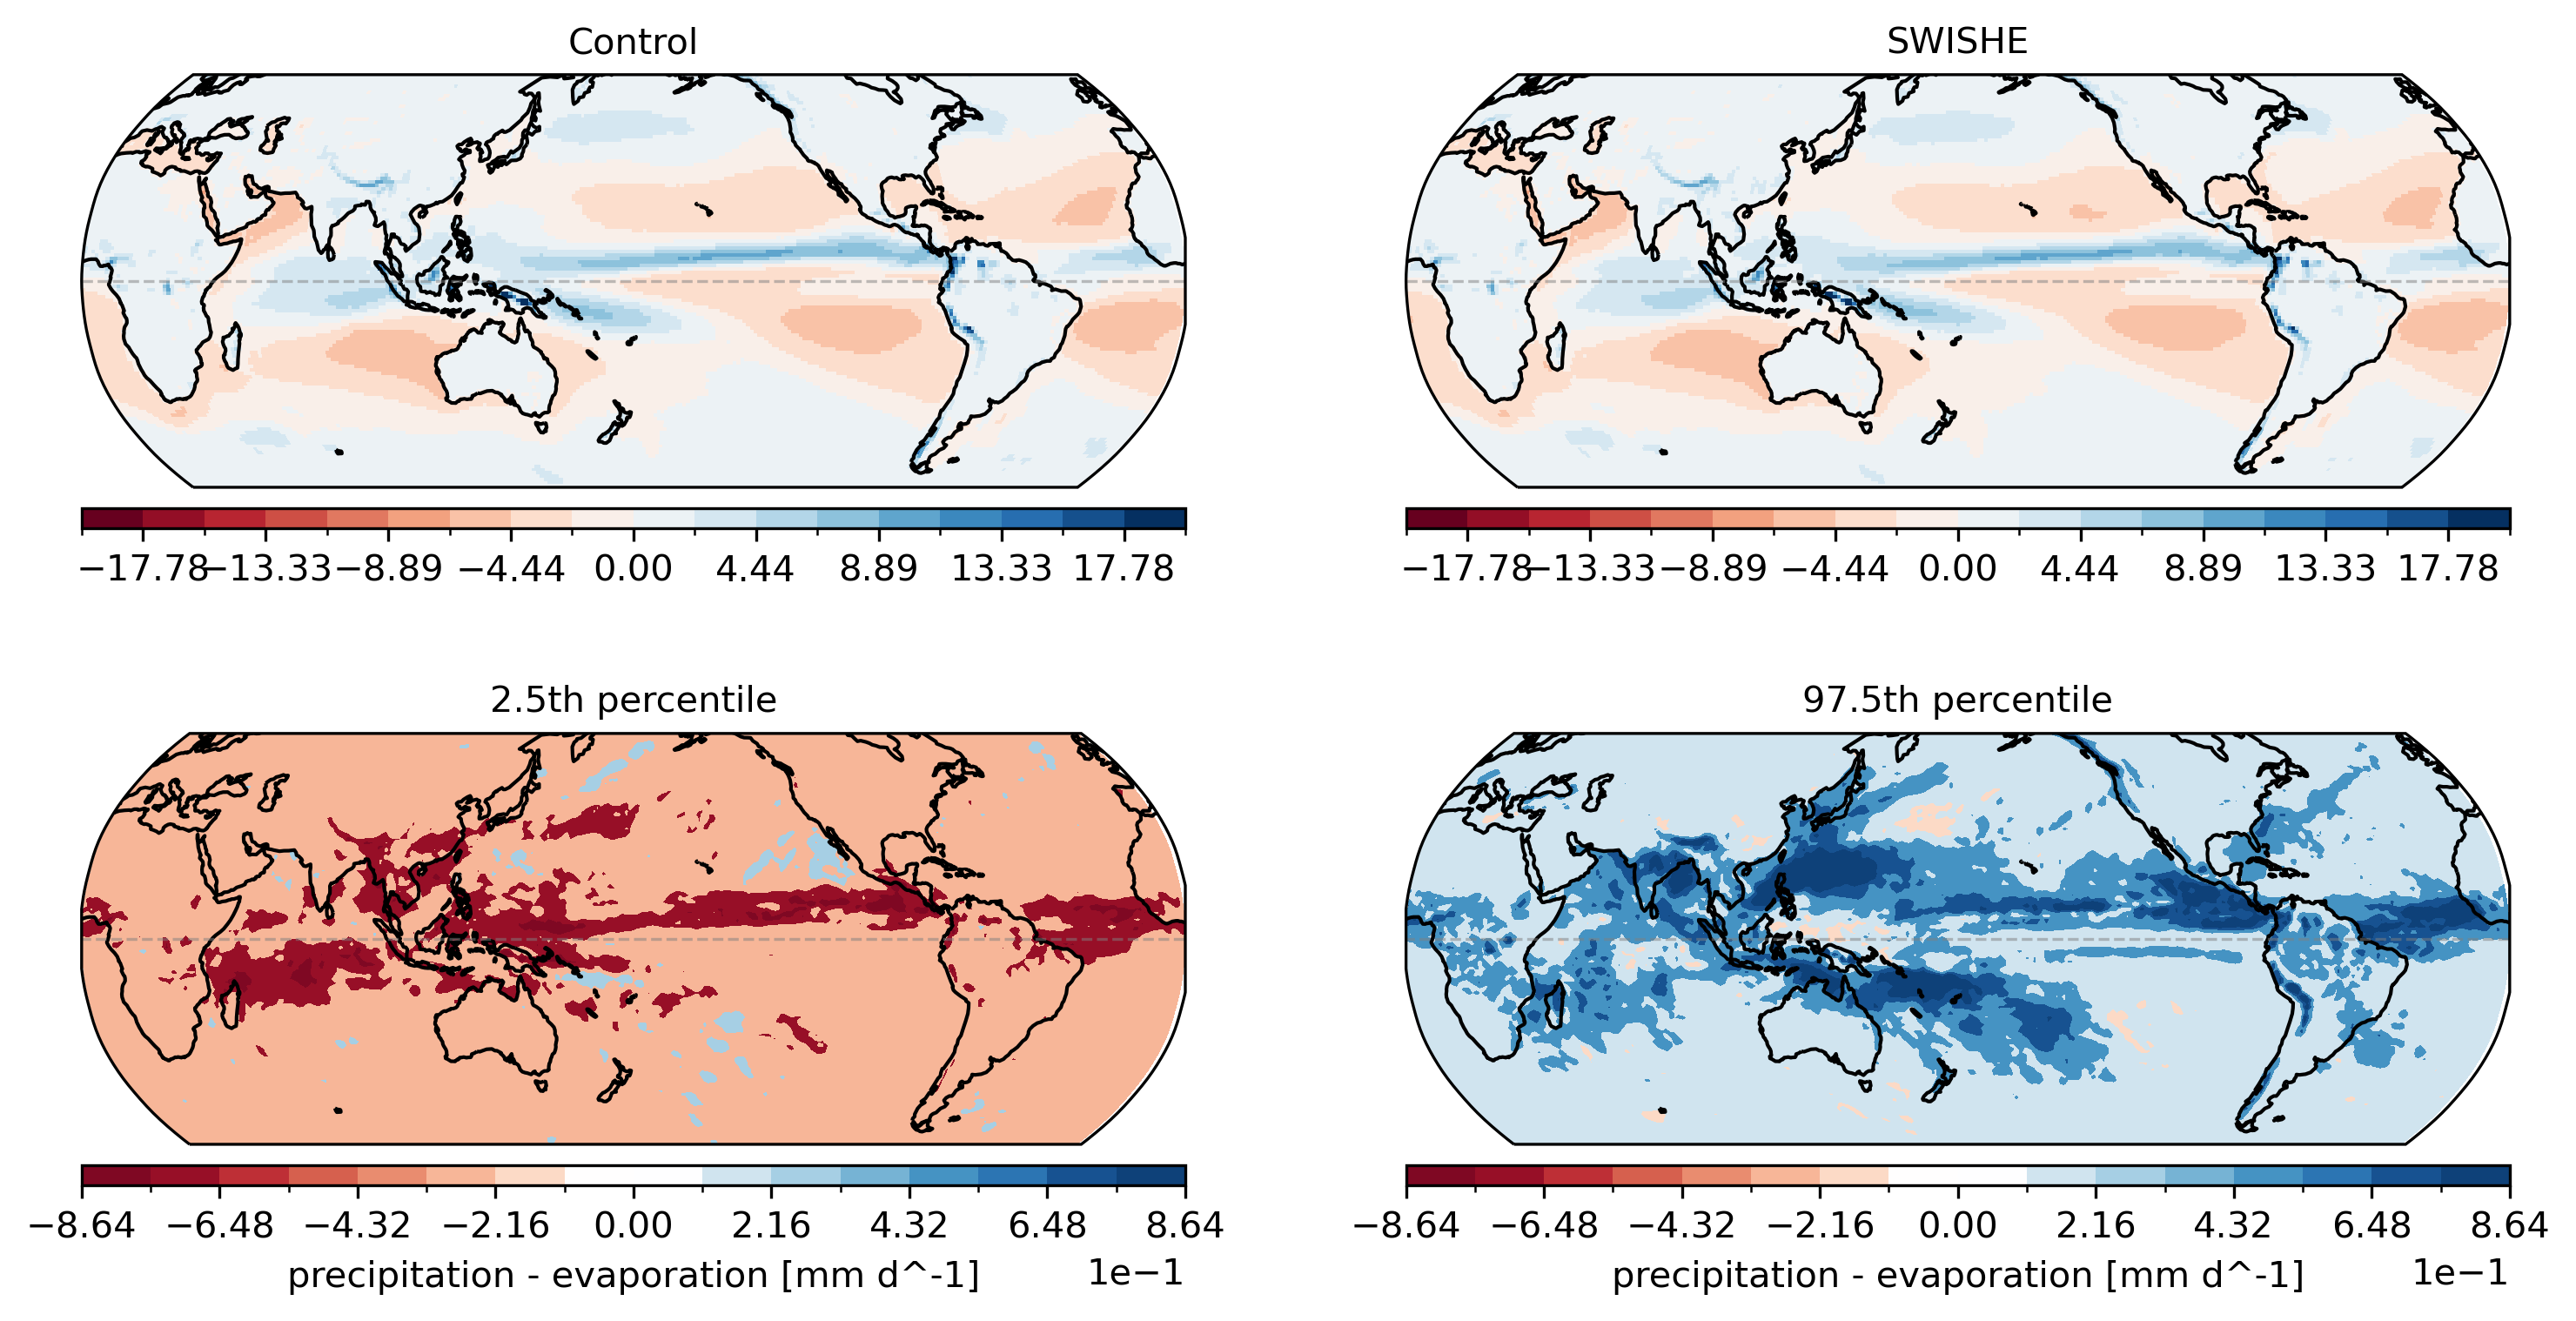 Control
SWISHE
−17.78 −13.33 −8.89 −4.44 0.00 4.44 8.89 13.33 17.78
−17.78 −13.33 −8.89 −4.44 0.00 4.44 8.89 13.33 17.78
2.5th percentile
97.5th percentile
−8.64 −6.48 −4.32 −2.16 0.00 2.16 4.32 6.48 8.64
−8.64 −6.48 −4.32 −2.16 0.00 2.16 4.32 6.48 8.64
precipitation - evaporation [mm d^-1]
1e−1
precipitation - evaporation [mm d^-1]
1e−1